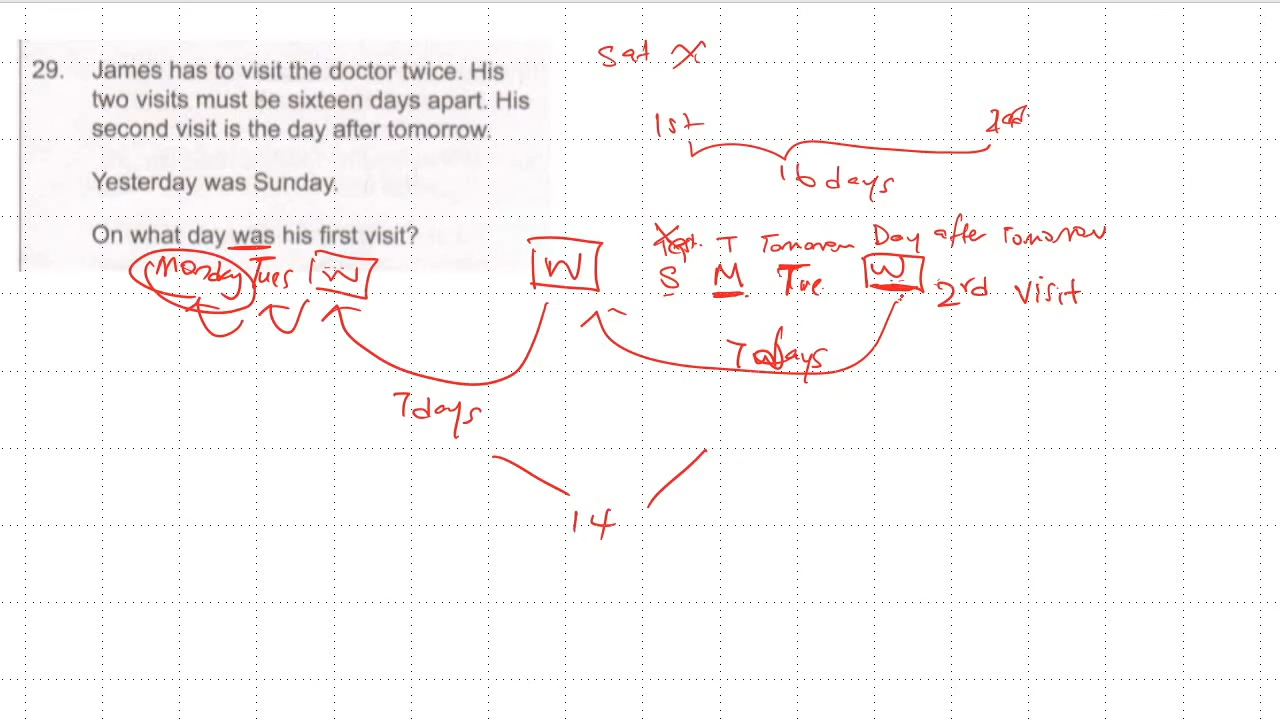 29. James has to visit the doctor twice. His
two visits must be sixteen days apart. His
second visit is the day after tomorrow.
Yesterday was Sunday.
On what day was his first visit?
Sat X
1st 2nd
16 days
T Tomorrow Day after Tomorrow
Monday Tues W W S M Tue W 2rd visit
7 days
7 days
14